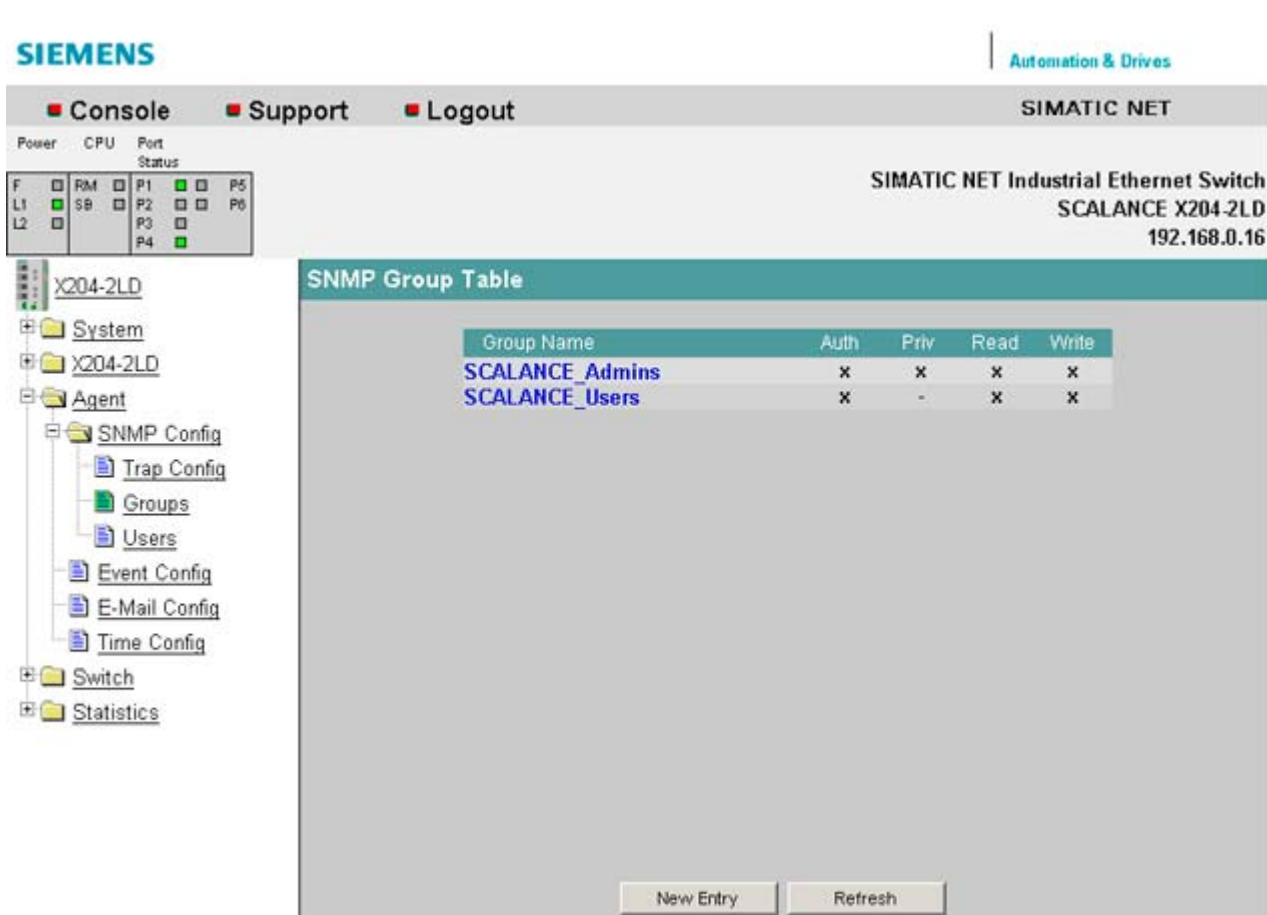 SIEMENS
Automation & Drives
Console Support Logout SIMATIC NET
Power CPU Port
Status
F RM P1 P5
L1 SB P2 P6
L2 P3
P4
SIMATIC NET Industrial Ethernet Switch
SCALANCE X204-2LD
192.168.0.16
X204-2LD
System
X204-2LD
Agent
SNMP Config
Trap Config
Groups
Users
Event Config
E-Mail Config
Time Config
Switch
Statistics
SNMP Group Table
Group Name Auth Priv Read Write
SCALANCE_Admins x x x x
SCALANCE_Users x - x x
New Entry Refresh